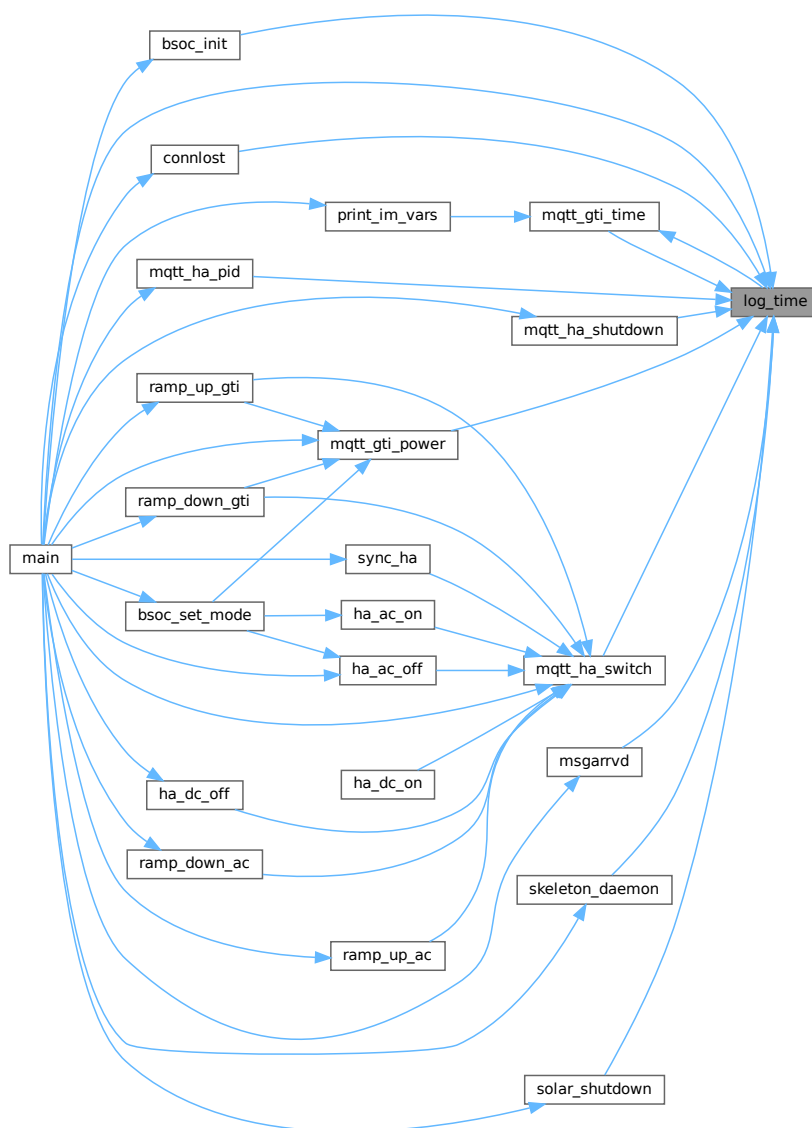 bsoc_init
connlost
print_im_vars
mqtt_gti_time
mqtt_ha_pid
log_time
mqtt_ha_shutdown
ramp_up_gti
mqtt_gti_power
ramp_down_gti
main
sync_ha
bsoc_set_mode
ha_ac_on
ha_ac_off
mqtt_ha_switch
msgarrvd
ha_dc_off
ha_dc_on
ramp_down_ac
skeleton_daemon
ramp_up_ac
solar_shutdown